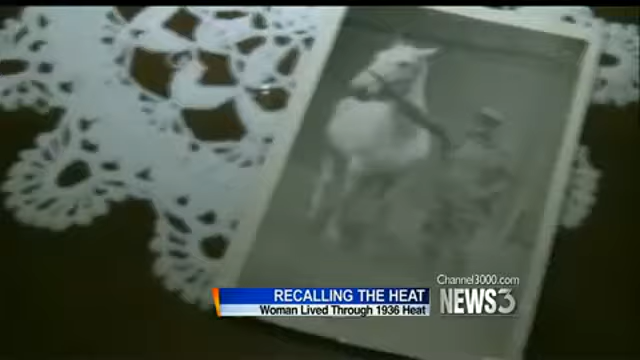 RECALLING THE HEAT
Woman Lived Through 1936 Heat
Channel3000.com
NEWS3